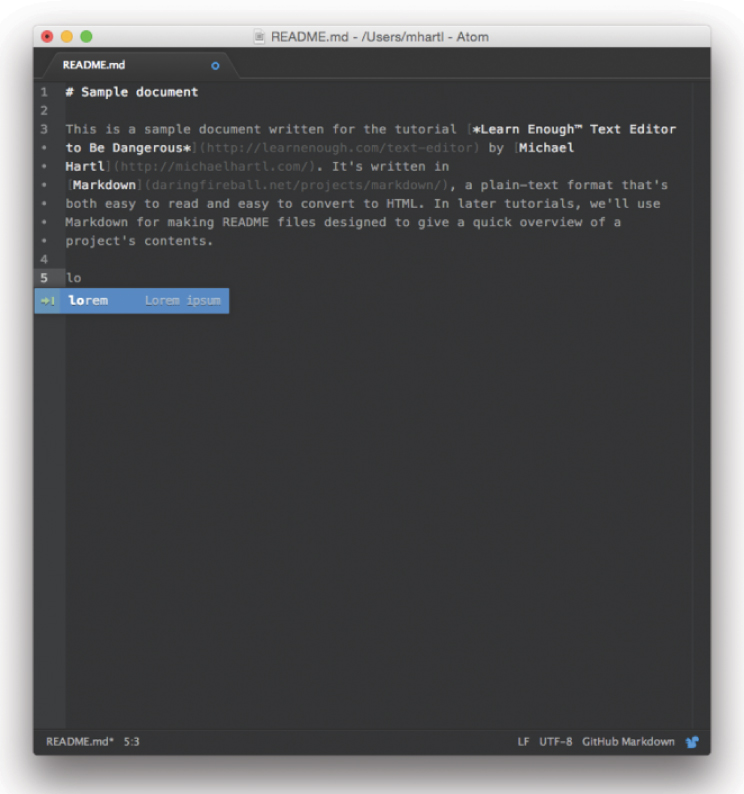 README.md - /Users/mhartl - Atom
README.md
1 # Sample document
2
3 This is a sample document written for the tutorial [*Learn Enough™ Text Editor
• to Be Dangerous*](http://learnenough.com/text-editor) by [Michael
• Hartl](http://michaelhartl.com/). It's written in
• [Markdown](daringfireball.net/projects/markdown/), a plain-text format that's
• both easy to read and easy to convert to HTML. In later tutorials, we'll use
• Markdown for making README files designed to give a quick overview of a
• project's contents.
4
5 lo
lorem Lorem ipsum
README.md* 5:3 LF UTF-8 GitHub Markdown